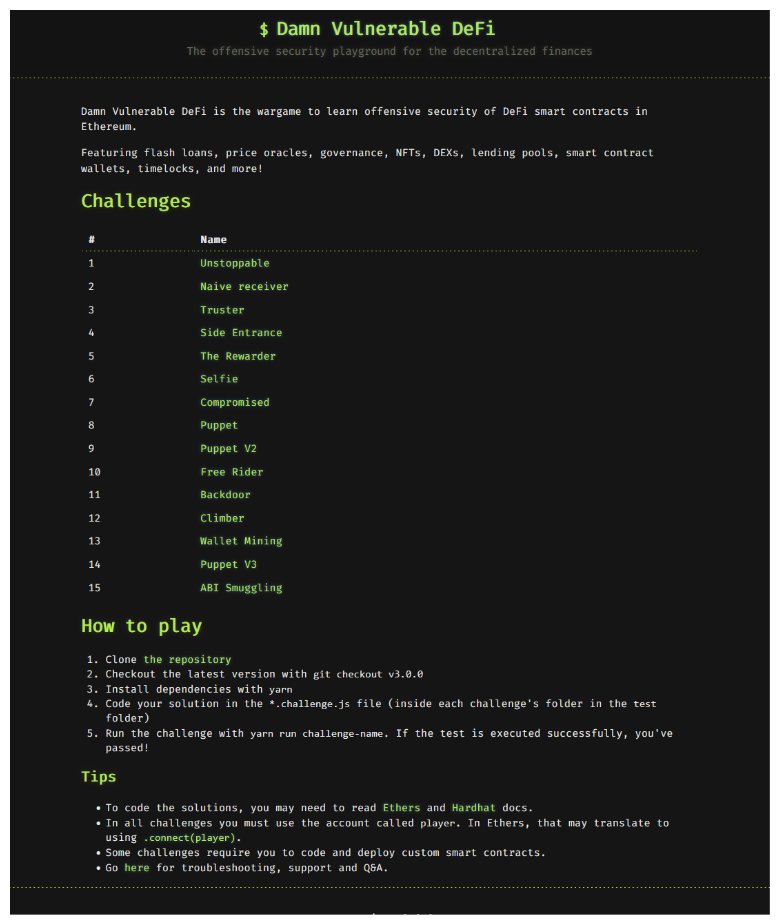 $ Damn Vulnerable DeFi
The offensive security playground for the decentralized finances
Damn Vulnerable DeFi is the wargame to learn offensive security of DeFi smart contracts in
Ethereum.
Featuring flash loans, price oracles, governance, NFTs, DEXs, lending pools, smart contract
wallets, timelocks, and more!
Challenges
# Name
1 Unstoppable
2 Naive receiver
3 Truster
4 Side Entrance
5 The Rewarder
6 Selfie
7 Compromised
8 Puppet
9 Puppet V2
10 Free Rider
11 Backdoor
12 Climber
13 Wallet Mining
14 Puppet V3
15 ABI Smuggling
How to play
1. Clone the repository
2. Checkout the latest version with git checkout v3.0.0
3. Install dependencies with yarn
4. Code your solution in the *.challenge.js file (inside each challenge's folder in the test
folder)
5. Run the challenge with yarn run challenge-name. If the test is executed successfully, you've
passed!
Tips
• To code the solutions, you may need to read Ethers and Hardhat docs.
• In all challenges you must use the account called player. In Ethers, that may translate to
using .connect(player).
• Some challenges require you to code and deploy custom smart contracts.
• Go here for troubleshooting, support and Q&A.